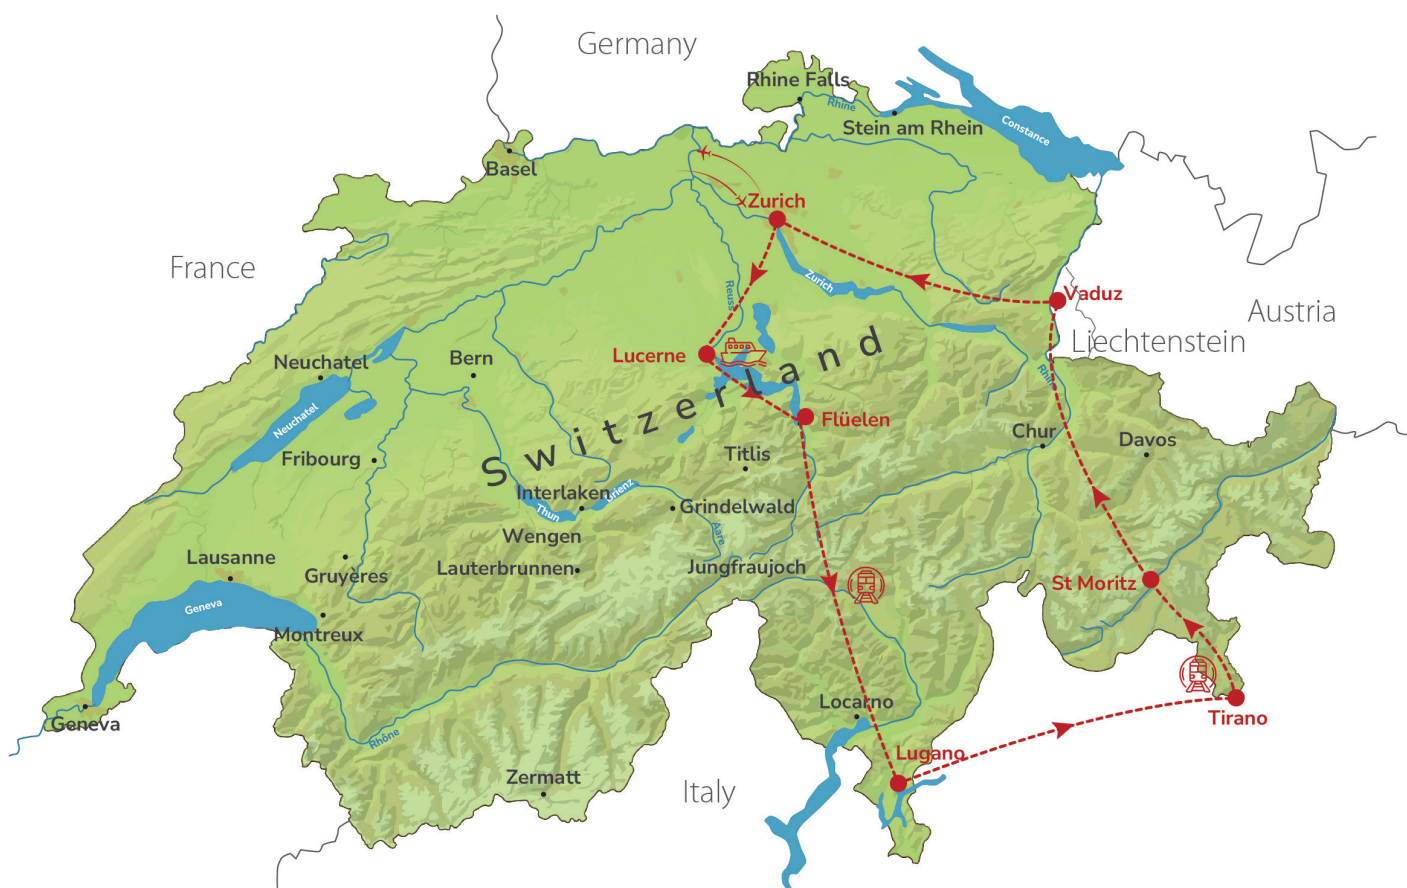 Germany
Rhine Falls
Rhine
Stein am Rhein
Constance
Basel
Zurich
France
Zurich
Reuss
Vaduz
Austria
Liechtenstein
Neuchatel
Bern
Lucerne
Switzerland
Rhine
Neuchatel
Flüelen
Chur
Davos
Fribourg
Titlis
Interlaken
Brienz
Thun
Grindelwald
Aare
Wengen
Lausanne
Gruyères
Lauterbrunnen
Jungfraujoch
St Moritz
Geneva
Montreux
Locarno
Tirano
Geneva
Rhône
Lugano
Zermatt
Italy